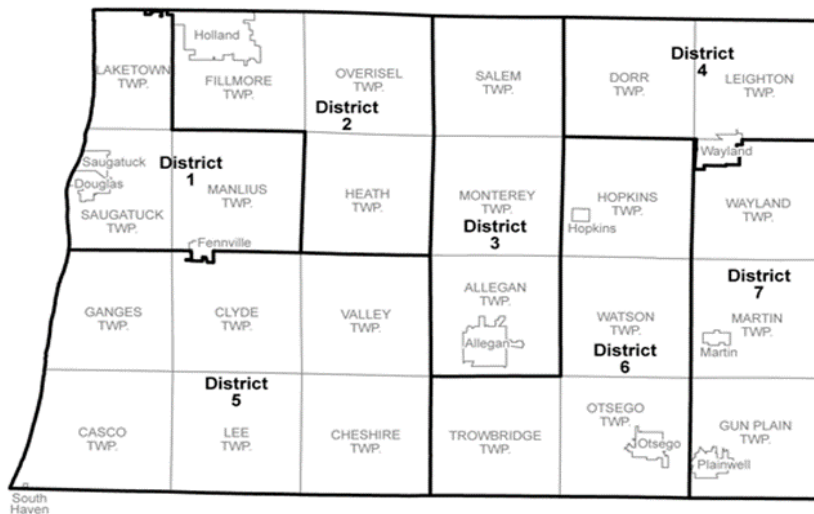 Holland
LAKETOWN
TWP.
FILLMORE
TWP.
OVERISEL
TWP.
District
2
SALEM
TWP.
DORR
TWP.
District
4
LEIGHTON
TWP.
Saugatuck
Douglas
SAUGATUCK
TWP.
District
1
MANLIUS
TWP.
Fennville
HEATH
TWP.
MONTEREY
TWP.
District
3
HOPKINS
TWP.
Hopkins
Wayland
WAYLAND
TWP.
GANGES
TWP.
CLYDE
TWP.
VALLEY
TWP.
ALLEGAN
TWP.
Allegan
WATSON
TWP.
District
6
District
7
MARTIN
TWP.
Martin
District
5
CASCO
TWP.
LEE
TWP.
CHESHIRE
TWP.
TROWBRIDGE
TWP.
OTSEGO
TWP.
Otsego
GUN PLAIN
TWP.
Plainwell
South
Haven